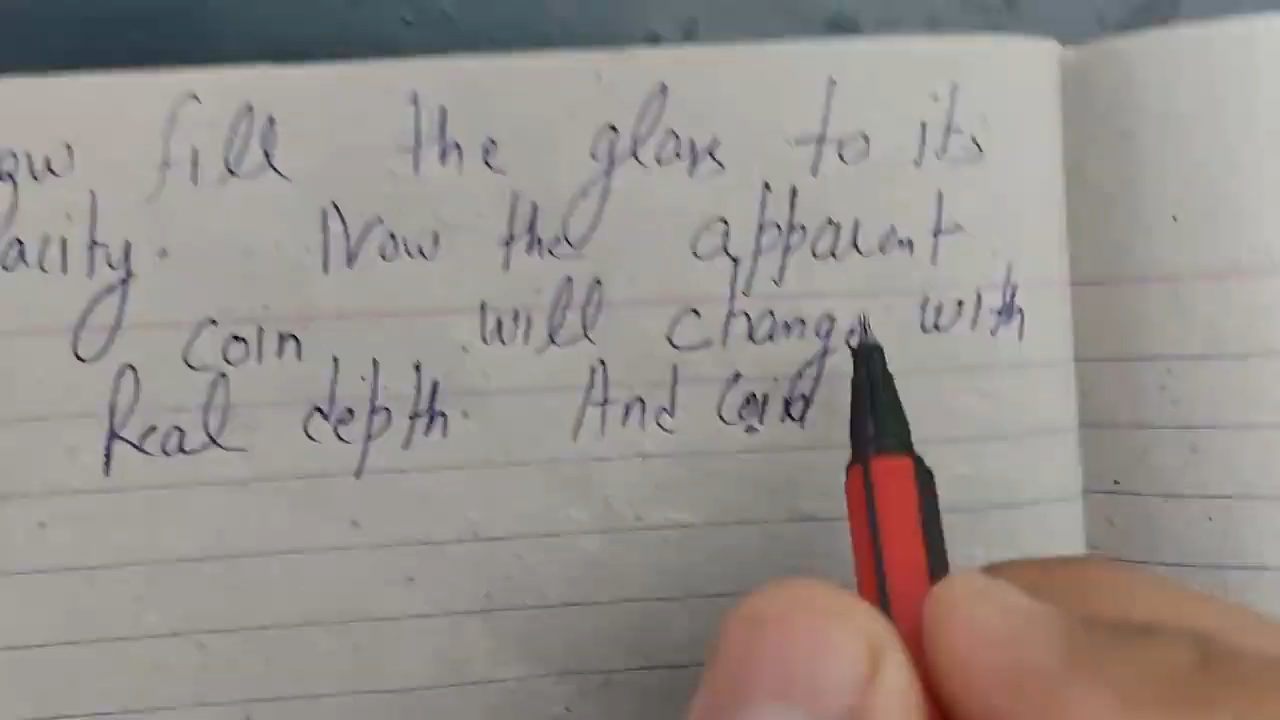 fill the glass to its
acity. Now the apparent
coin will change with
Real depth. And